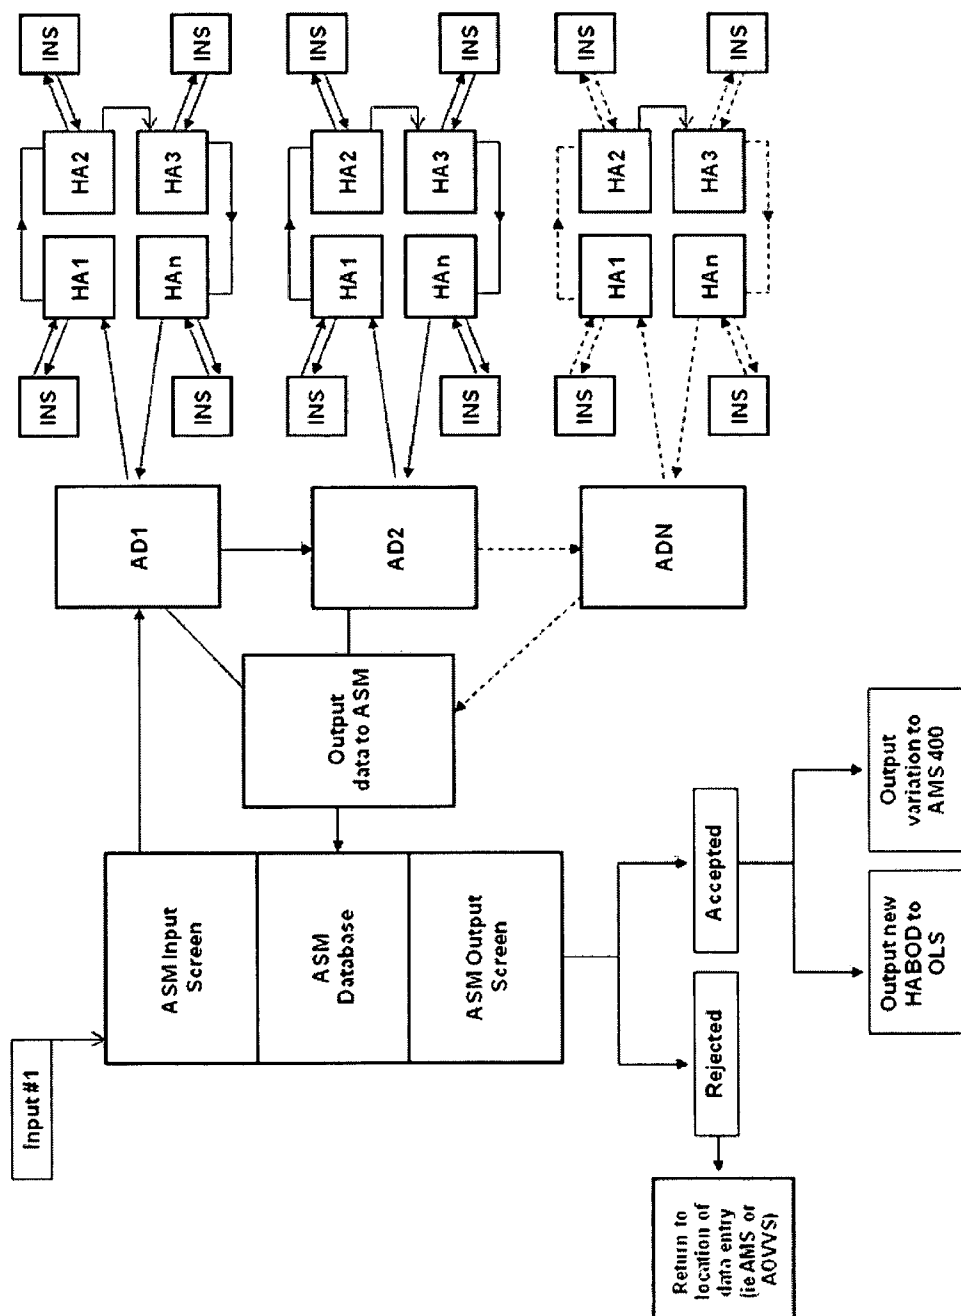 Input #1
ASM Input
Screen
ASM
Database
ASM Output
Screen
Output
data to ASM
AD1
INS
INS
HA1
HA2
HAn
HA3
INS
INS
AD2
INS
INS
HA1
HA2
HAn
HA3
INS
INS
ADN
INS
INS
HA1
HA2
HAn
HA3
INS
INS
Rejected
Accepted
Return to
location of
data entry
(ie AMS or
AOVVS)
Output new
HABOD to
OLS
Output
variation to
AMS 400